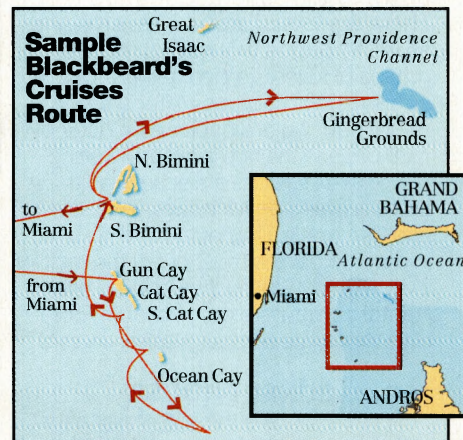 Sample
Blackbeard's
Cruises
Route
Great
Isaac
Northwest Providence
Channel
Gingerbread
Grounds
N. Bimini
to
Miami
S. Bimini
from
Miami
Gun Cay
Cat Cay
S. Cat Cay
Ocean Cay
GRAND
BAHAMA
FLORIDA
Atlantic Ocean
Miami
ANDROS